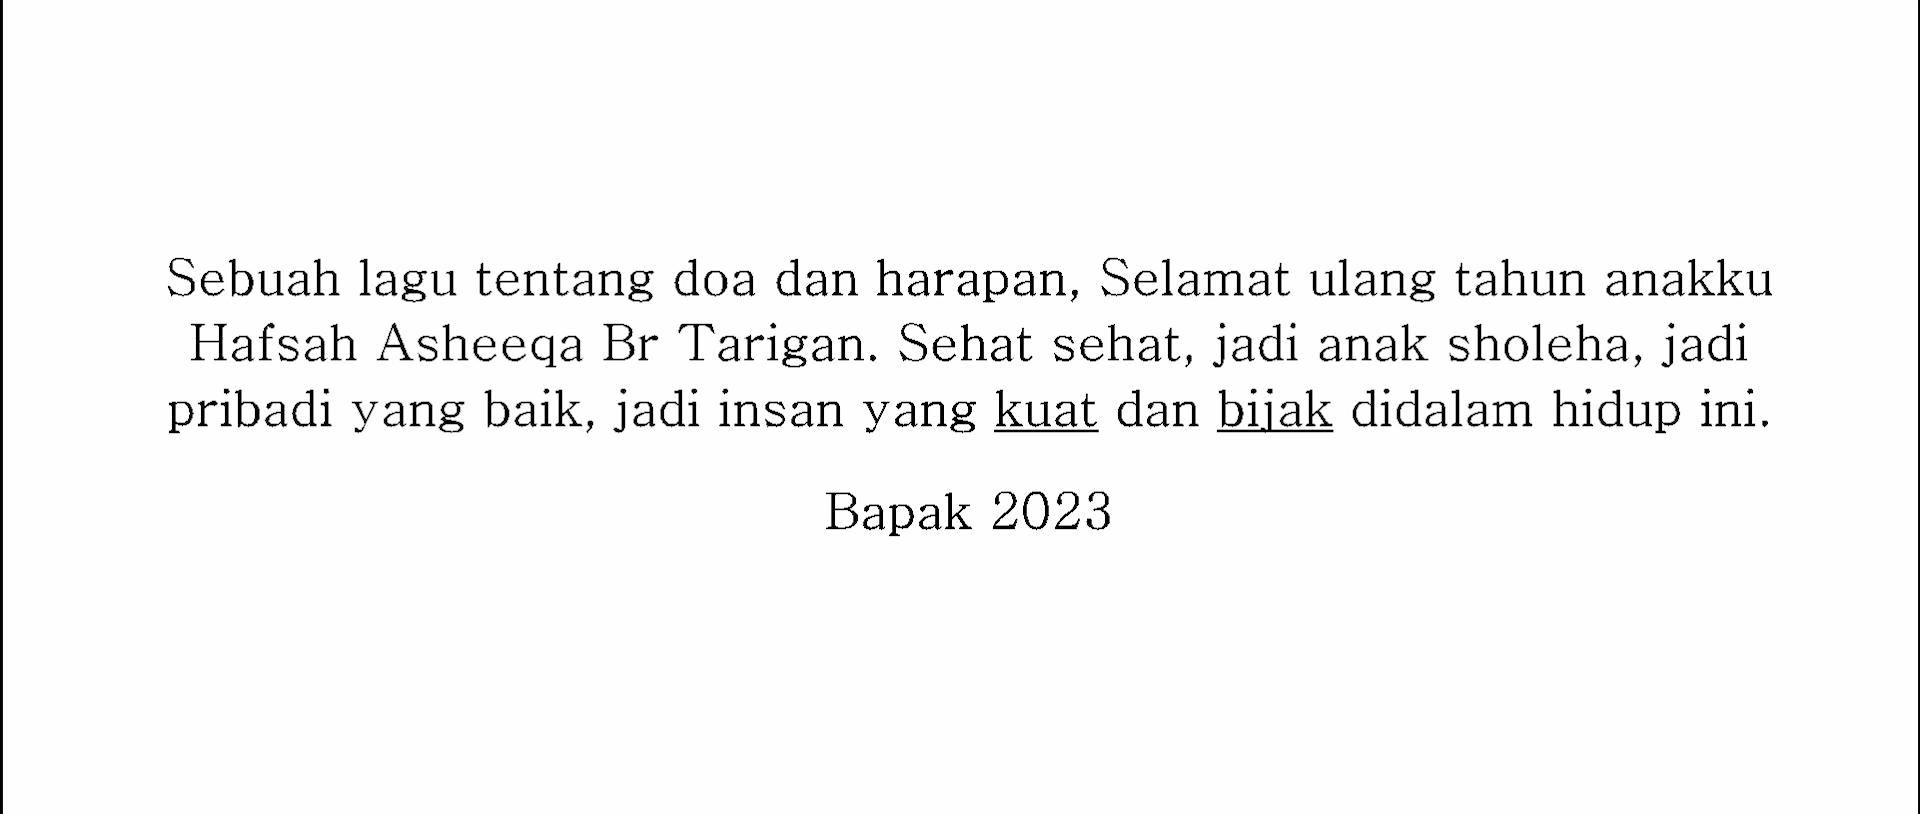 Sebuah lagu tentang doa dan harapan, Selamat ulang tahun anakku
Hafsah Asheeqa Br Tarigan. Sehat sehat, jadi anak sholeha, jadi
pribadi yang baik, jadi insan yang kuat dan bijak didalam hidup ini.
Bapak 2023